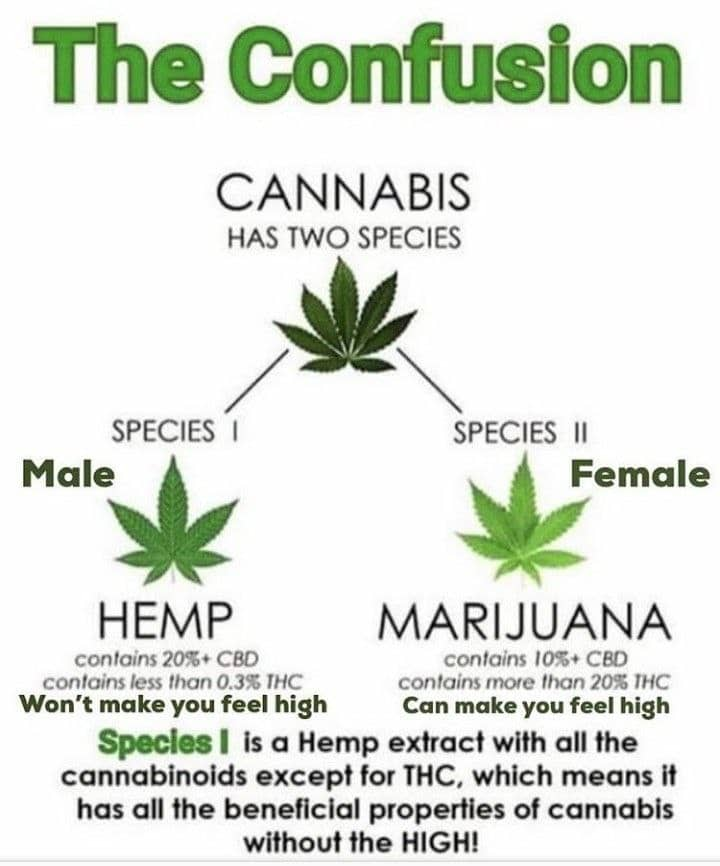 The Confusion
CANNABIS
HAS TWO SPECIES
SPECIES I
SPECIES II
Male
Female
HEMP
MARIJUANA
contains 20%+ CBD
contains less than 0.3% THC
Won't make you feel high
contains 10%+ CBD
contains more than 20% THC
Can make you feel high
Species I is a Hemp extract with all the
cannabinoids except for THC, which means it
has all the beneficial properties of cannabis
without the HIGH!